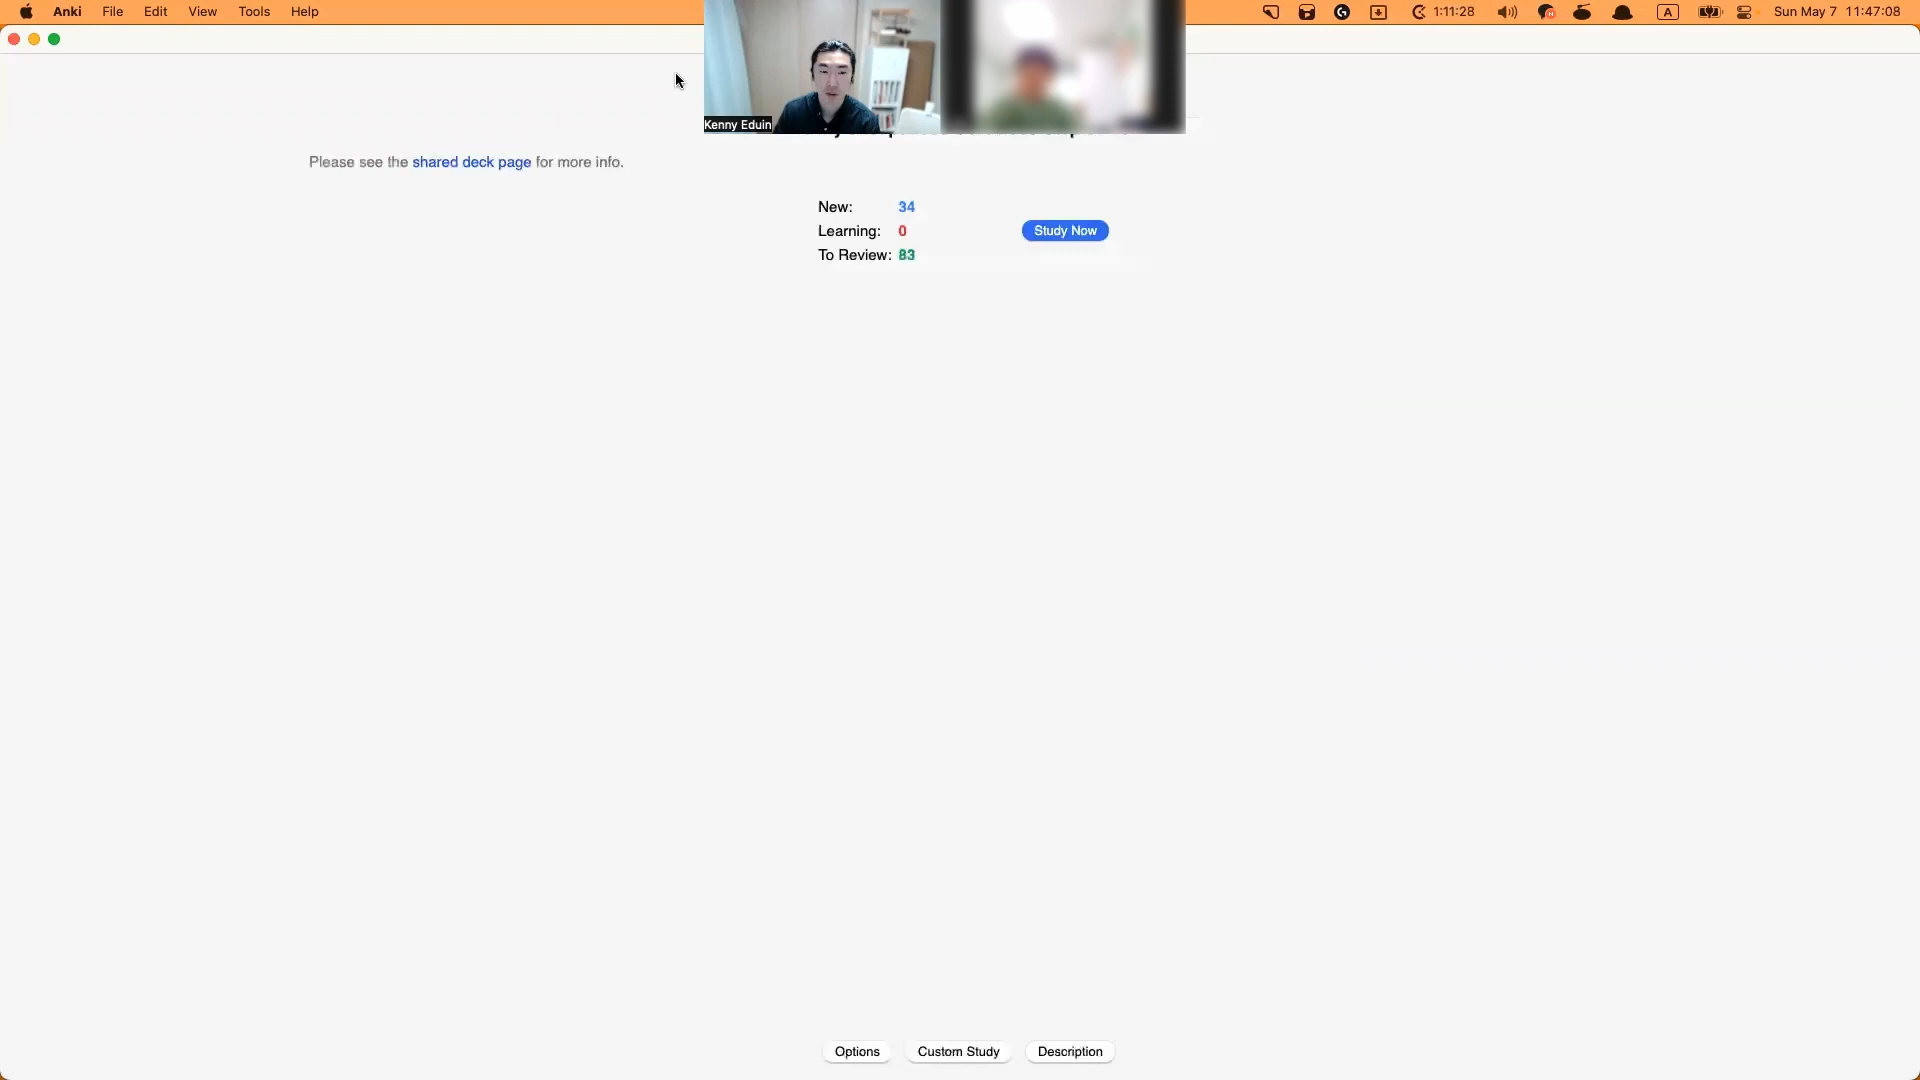 Anki File Edit View Tools Help 1:11:28 A Sun May 7 11:47:08
Kenny Eduin
Please see the shared deck page for more info.
New: 34
Learning: 0
Study Now
To Review: 83
Options Custom Study Description